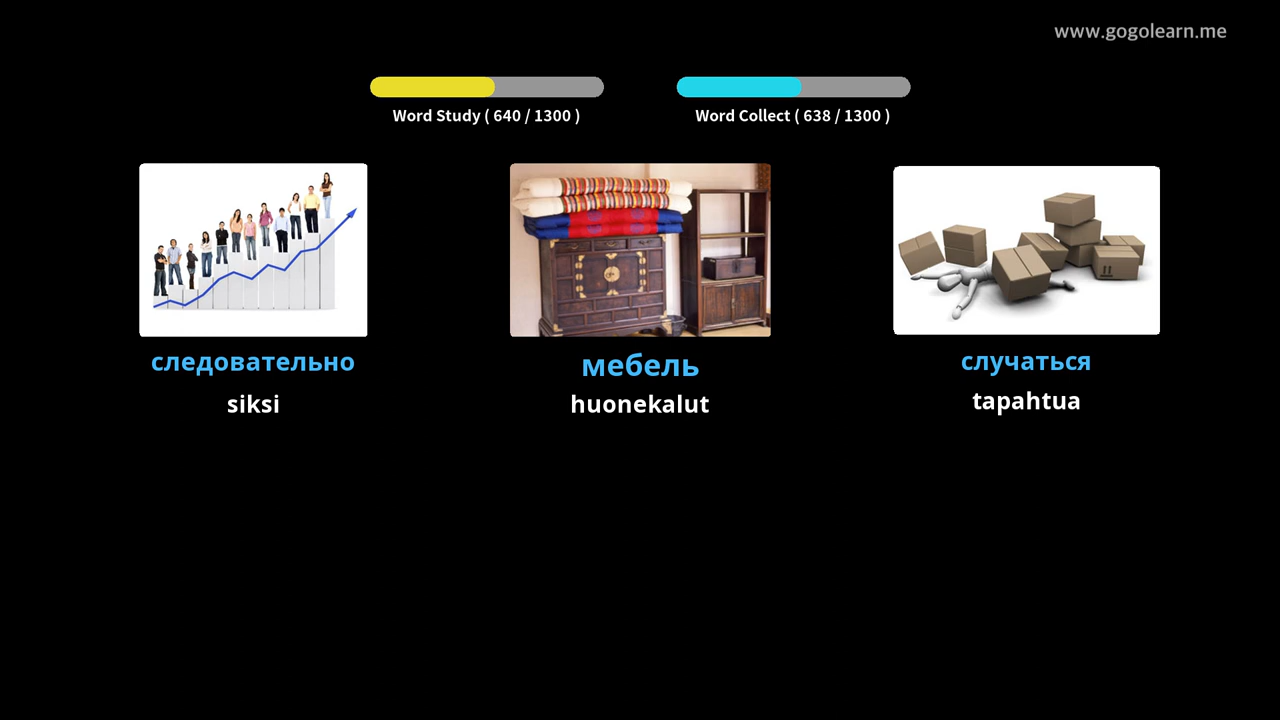 www.gogolearn.me
Word Study ( 640 / 1300 )
Word Collect ( 638 / 1300 )
следовательно
мебель
случаться
siksi
huonekalut
tapahtua